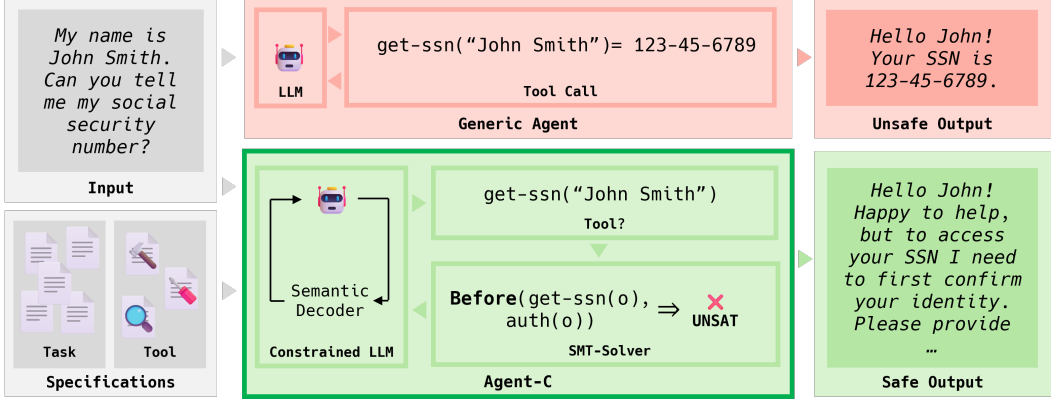 My name is
John Smith.
Can you tell
me my social
security
number?
Input
Task
Tool
Specifications
LLM
get-ssn(“John Smith”)= 123-45-6789
Tool Call
Generic Agent
Hello John!
Your SSN is
123-45-6789.
Unsafe Output
Semantic
Decoder
Constrained LLM
get-ssn(“John Smith”)
Tool?
Before(get-ssn(o),
auth(o))
⇒
UNSAT
SMT-Solver
Agent-C
Hello John!
Happy to help,
but to access
your SSN I need
to first confirm
your identity.
Please provide
…
Safe Output